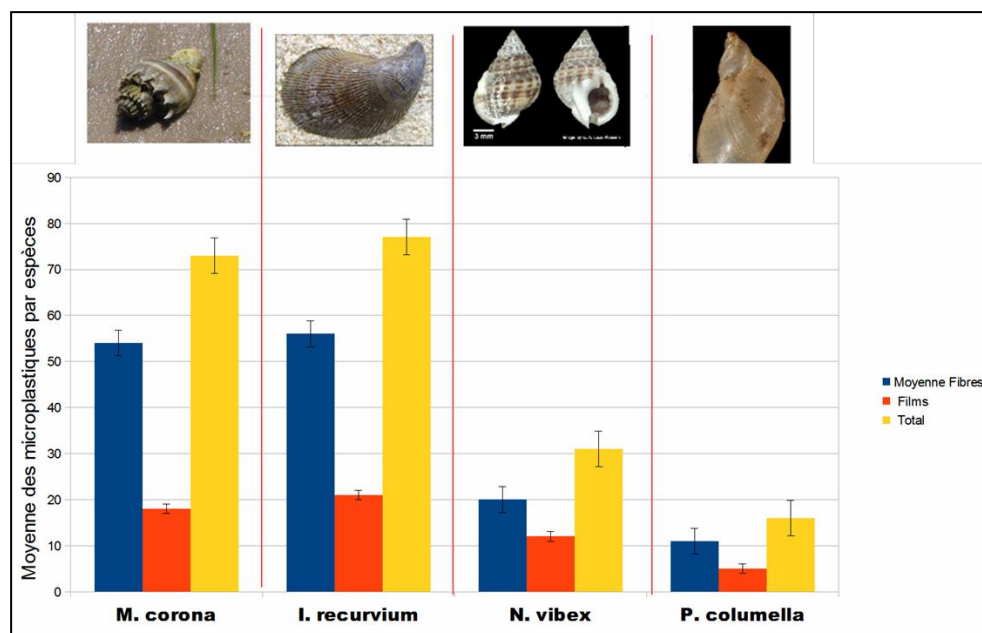 3 mm
Moyenne des microplastiques par espèces
90
80
70
60
50
40
30
20
10
0
M. corona
I. recurvium
N. vibex
P. columella
Moyenne Fibres
Films
Total